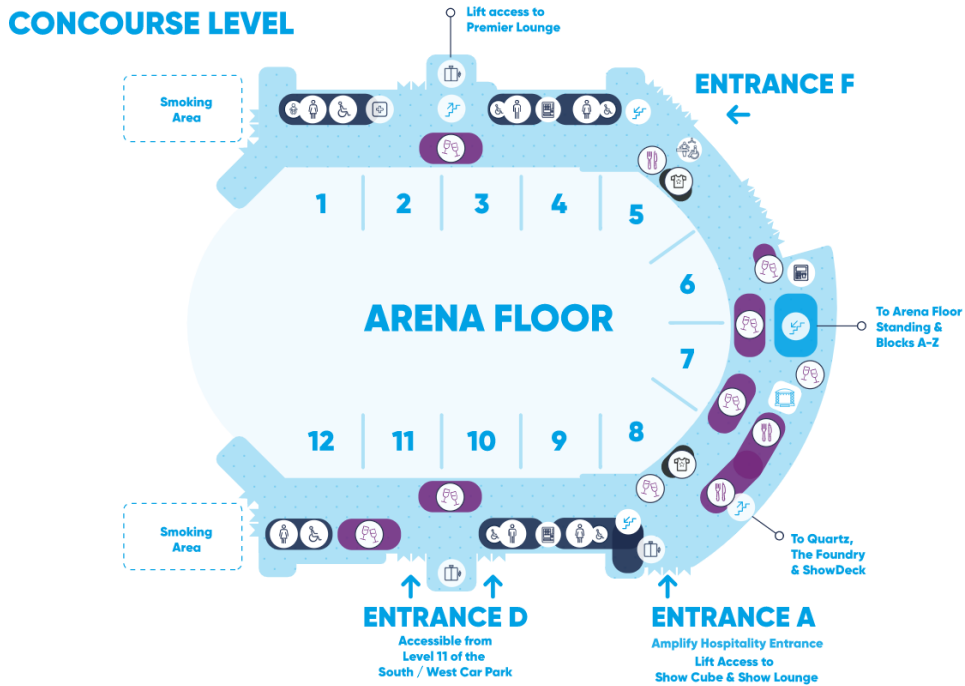 CONCOURSE LEVEL
Lift access to
Premier Lounge
ENTRANCE F
Smoking
Area
1
2
3
4
5
6
ARENA FLOOR
To Arena Floor
Standing &
Blocks A-Z
7
8
12
11
10
9
Smoking
Area
To Quartz,
The Foundry
& ShowDeck
ENTRANCE D
Accessible from
Level 11 of the
South / West Car Park
ENTRANCE A
Amplify Hospitality Entrance
Lift Access to
Show Cube & Show Lounge